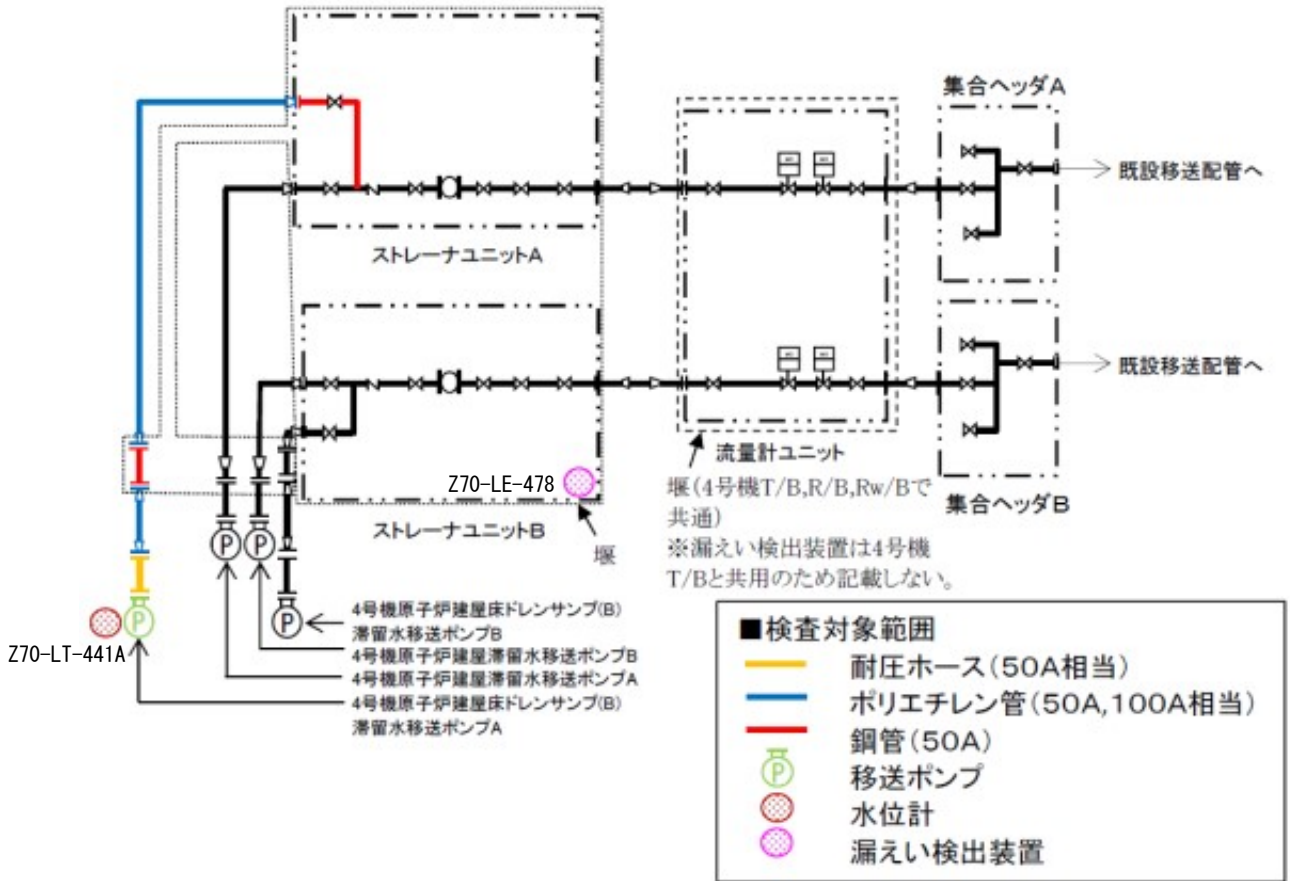 集合ヘッダA
既設移送配管へ
ストレーナユニットA
既設移送配管へ
流量計ユニット
集合ヘッダB
Z70-LE-478
堰(4号機T/B,R/B,Rw/Bで
共通)
※漏えい検出装置は4号機
T/Bと共用のため記載しない。
ストレーナユニットB
堰
P
P
P
P
Z70-LT-441A
4号機原子炉建屋床ドレンサンプ(B)
滞留水移送ポンプB
4号機原子炉建屋滞留水移送ポンプB
4号機原子炉建屋滞留水移送ポンプA
4号機原子炉建屋床ドレンサンプ(B)
滞留水移送ポンプA
■検査対象範囲
耐圧ホース(50A相当)
ポリエチレン管(50A,100A相当)
鋼管(50A)
P
移送ポンプ
水位計
漏えい検出装置